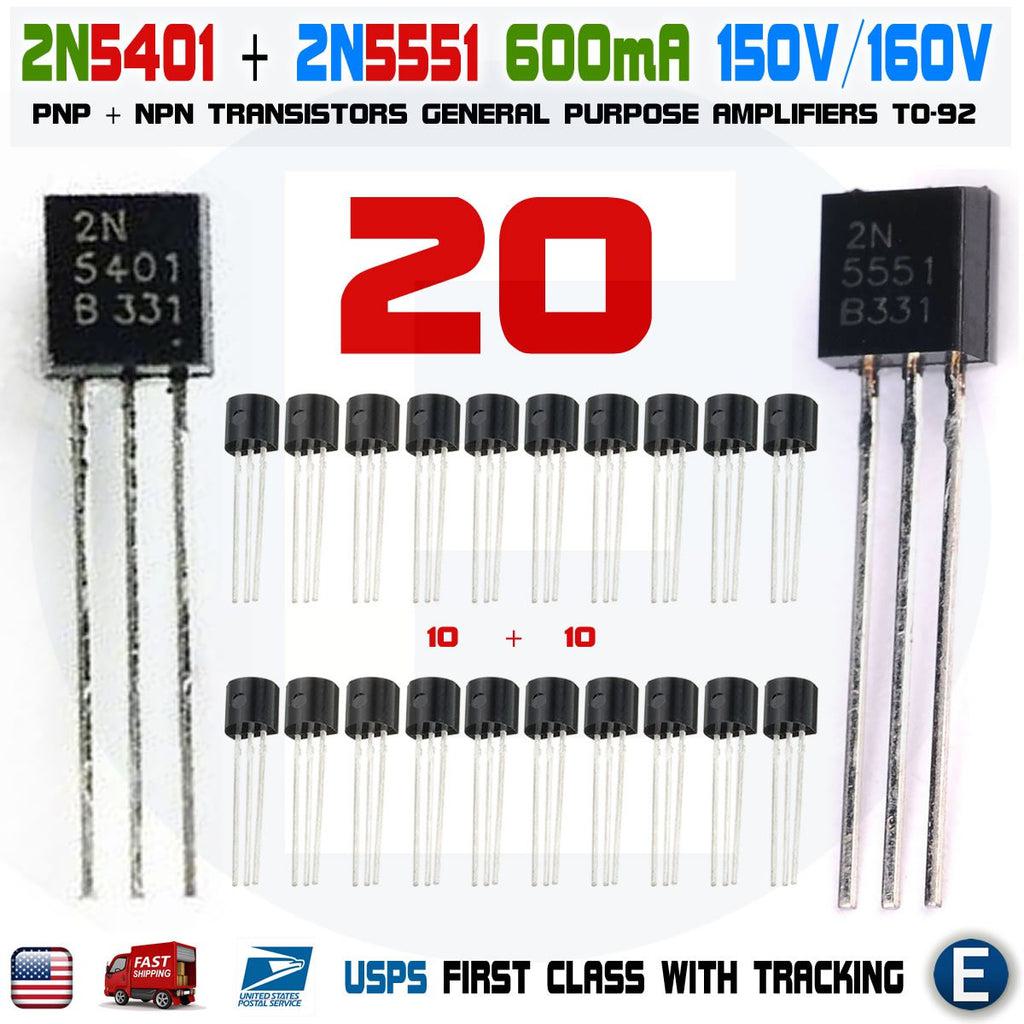 2N5401 + 2N5551 600mA 150V/160V
PNP + NPN TRANSISTORS GENERAL PURPOSE AMPLIFIERS TO-92
20
2N
5401
B 331
2N
5551
B331
10 + 10
FAST
SHIPPING
UNITED STATES
POSTAL SERVICE
USPS FIRST CLASS WITH TRACKING
E